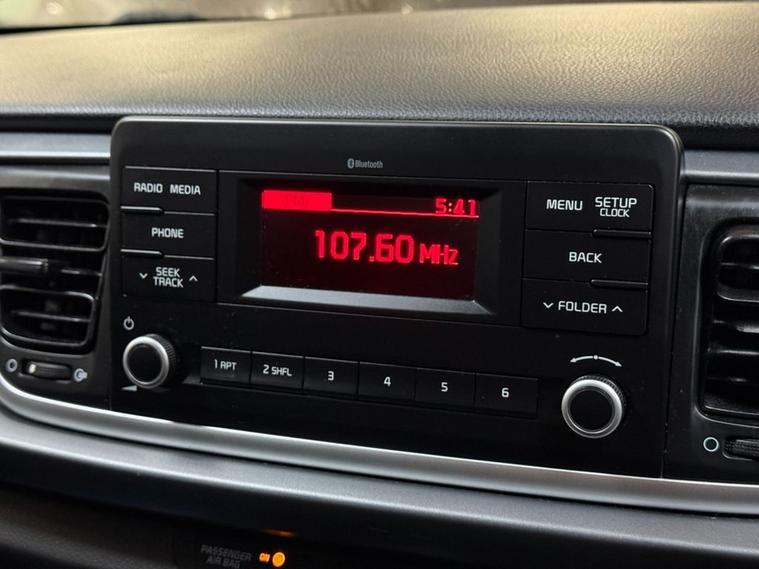 Bluetooth
RADIO MEDIA
5:41
MENU SETUP
CLOCK
PHONE
107.60 MHz
BACK
SEEK
TRACK
FOLDER
1 RPT
2 SHFL
3
4
5
6
PASSENGER
AIR BAG
ON